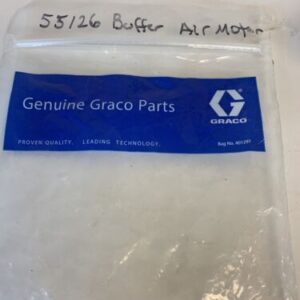 55126 Buffer Air Motor
Genuine Graco Parts
GRACO
PROVEN QUALITY. LEADING TECHNOLOGY.